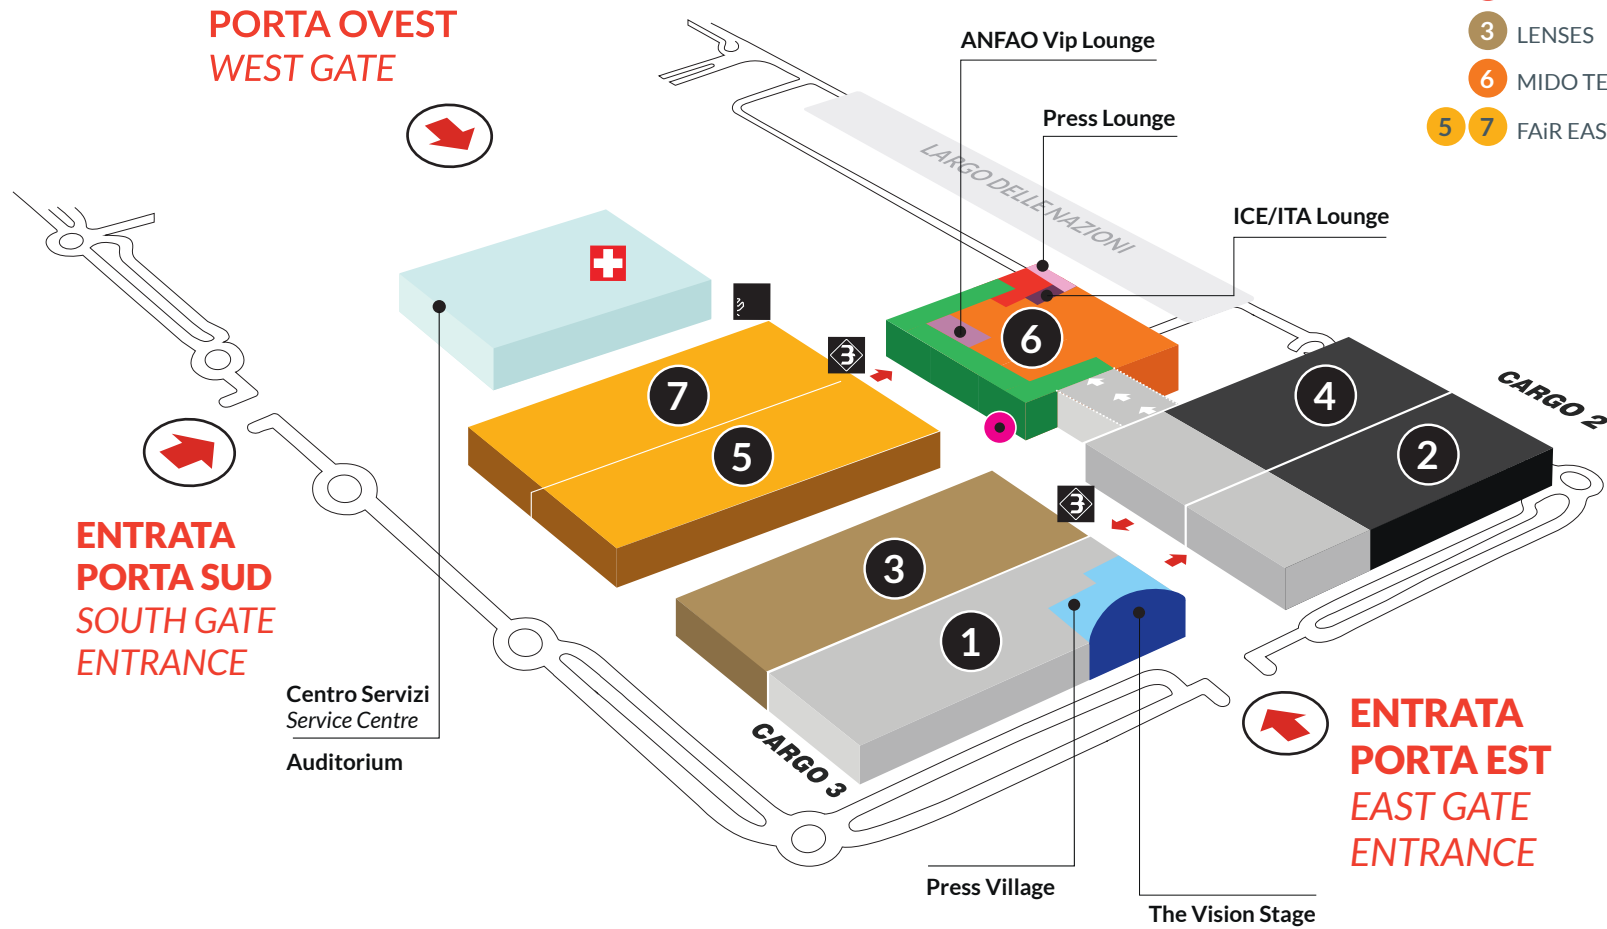 PORTA OVEST
WEST GATE
ANFAO Vip Lounge
Press Lounge
ICE/ITA Lounge
3 LENSES
6 MIDO TE
5 7 FAiR EAS
LARGO DELLE NAZIONI
6
7
5
4
2
3
3
3
1
CARGO 2
CARGO 3
ENTRATA
PORTA SUD
SOUTH GATE
ENTRANCE
Centro Servizi
Service Centre
Auditorium
ENTRATA
PORTA EST
EAST GATE
ENTRANCE
Press Village
The Vision Stage